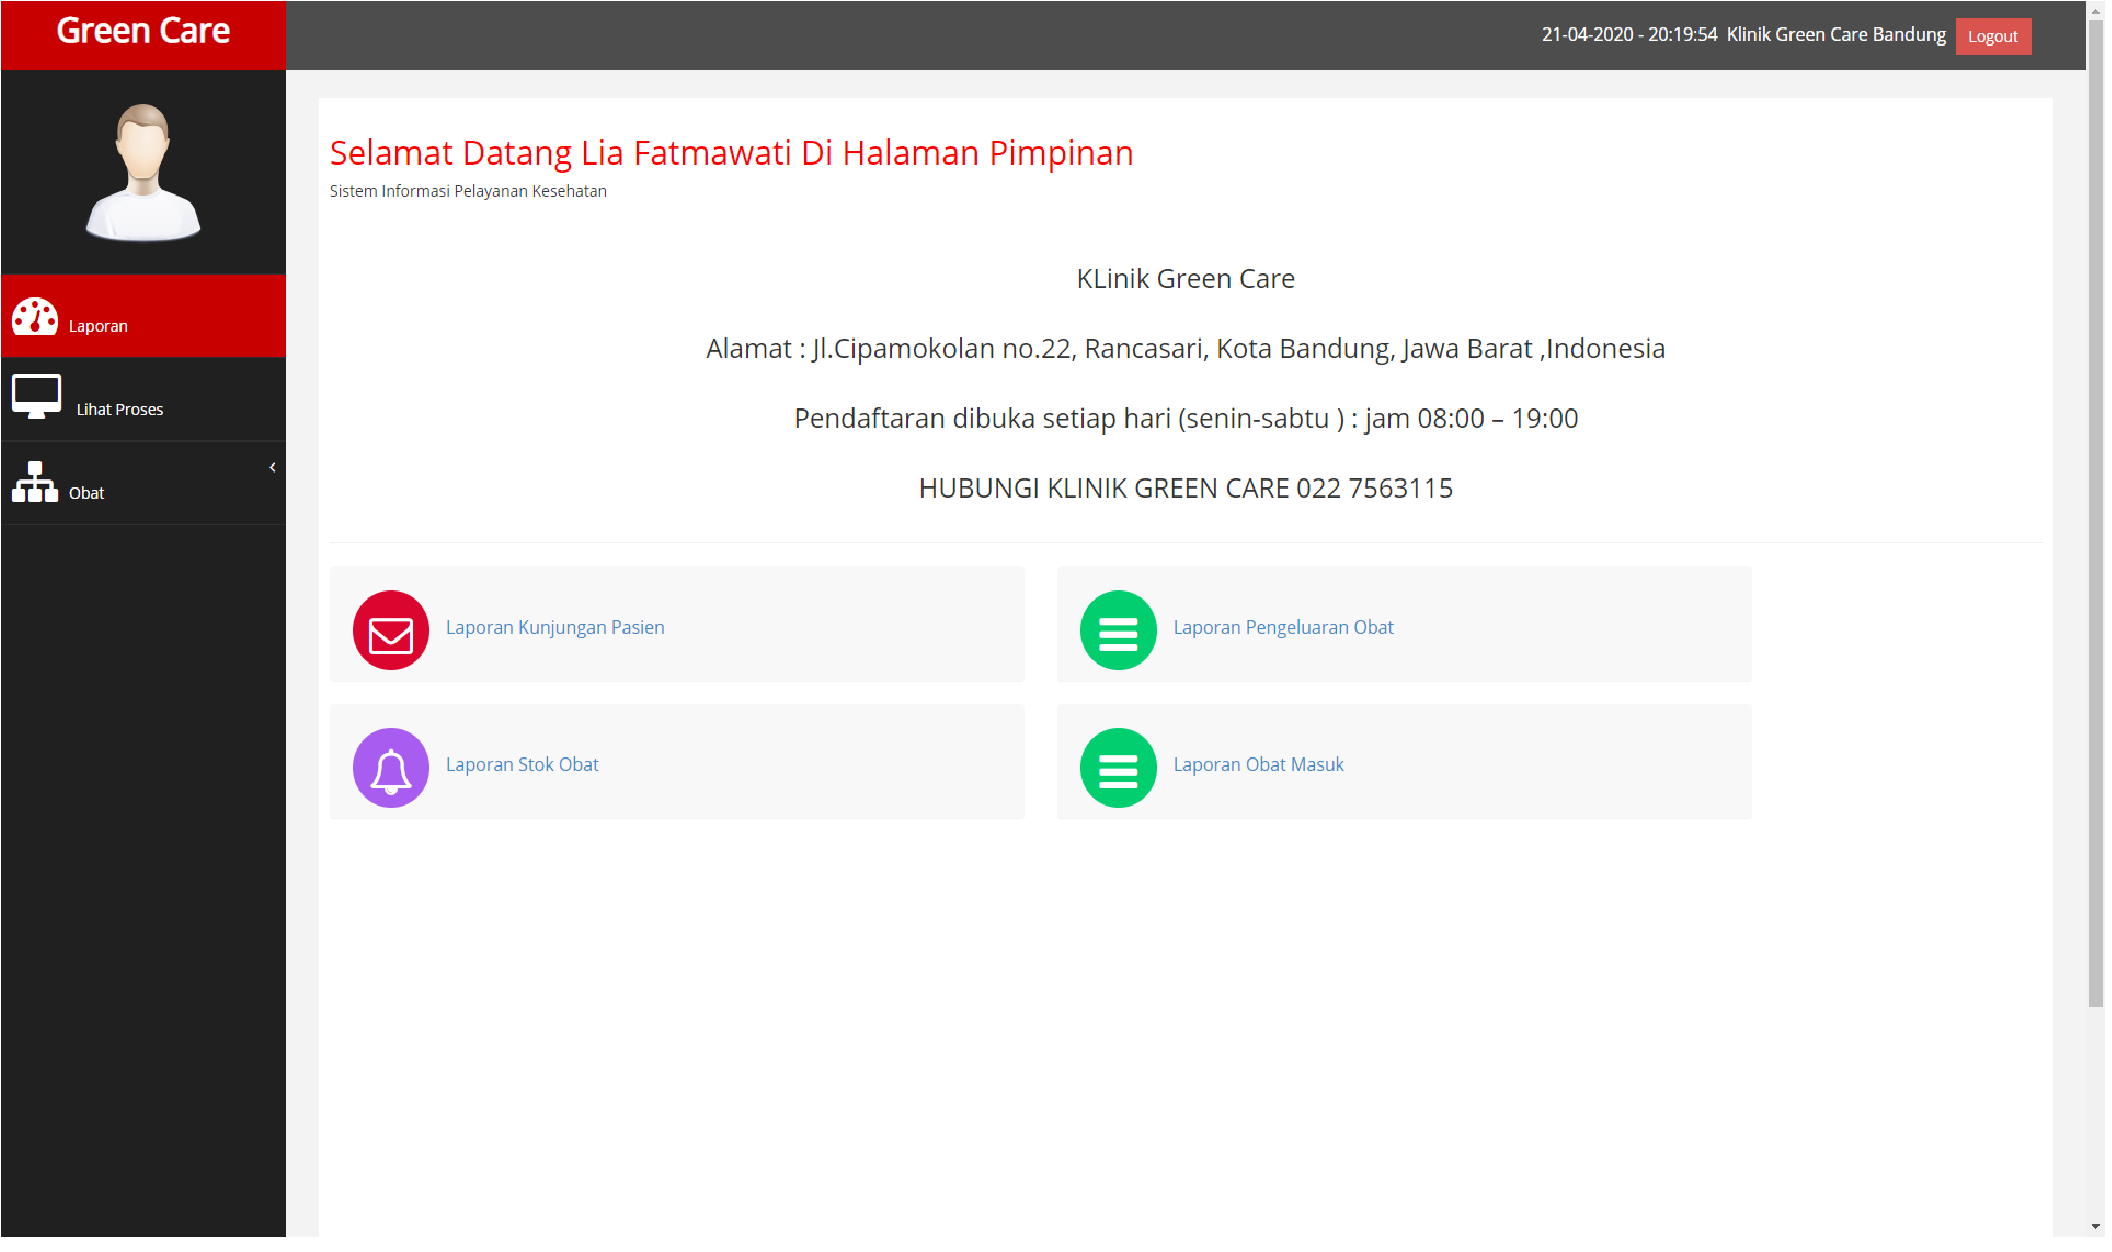 Green Care
21-04-2020 - 20:19:54 Klinik Green Care Bandung Logout
Laporan
Lihat Proses
Obat
Selamat Datang Lia Fatmawati Di Halaman Pimpinan
Sistem Informasi Pelayanan Kesehatan
KLinik Green Care
Alamat : Jl.Cipamokolan no.22, Rancasari, Kota Bandung, Jawa Barat ,Indonesia
Pendaftaran dibuka setiap hari (senin-sabtu ) : jam 08:00 – 19:00
HUBUNGI KLINIK GREEN CARE 022 7563115
Laporan Kunjungan Pasien
Laporan Pengeluaran Obat
Laporan Stok Obat
Laporan Obat Masuk